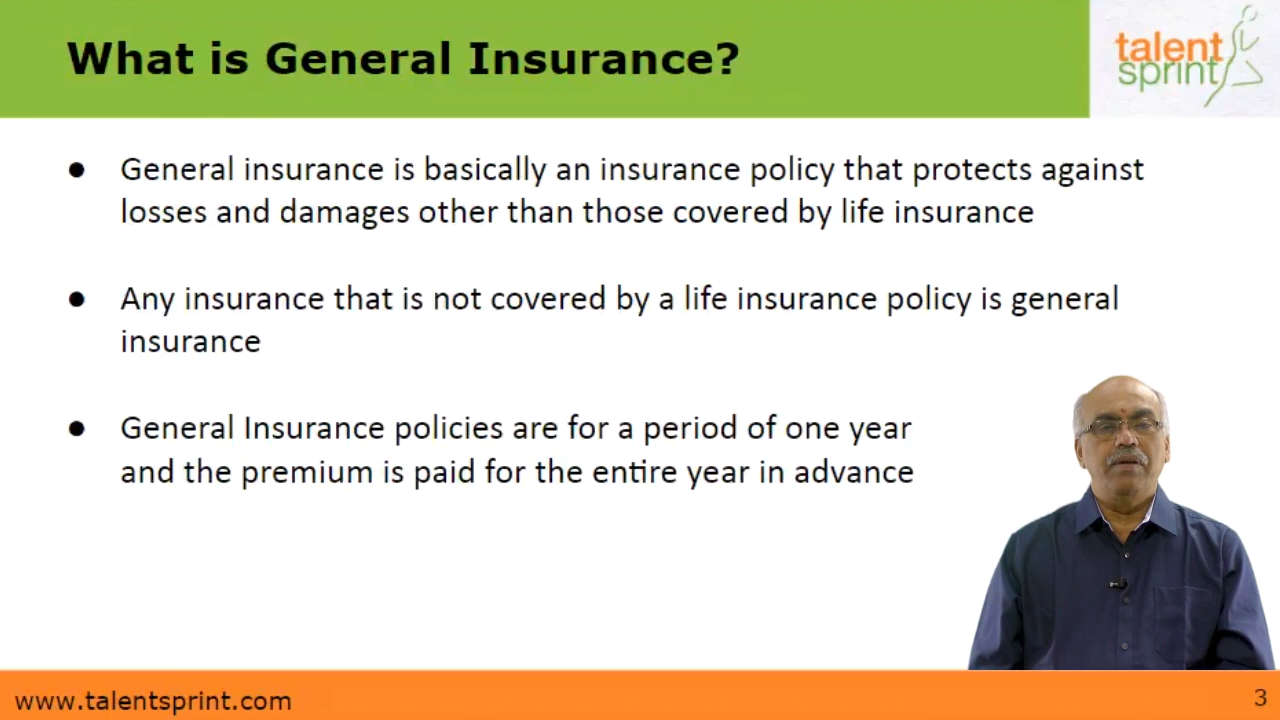 What is General Insurance?
talent
sprint
● General insurance is basically an insurance policy that protects against
losses and damages other than those covered by life insurance
● Any insurance that is not covered by a life insurance policy is general
insurance
● General Insurance policies are for a period of one year
and the premium is paid for the entire year in advance
www.talentsprint.com
3